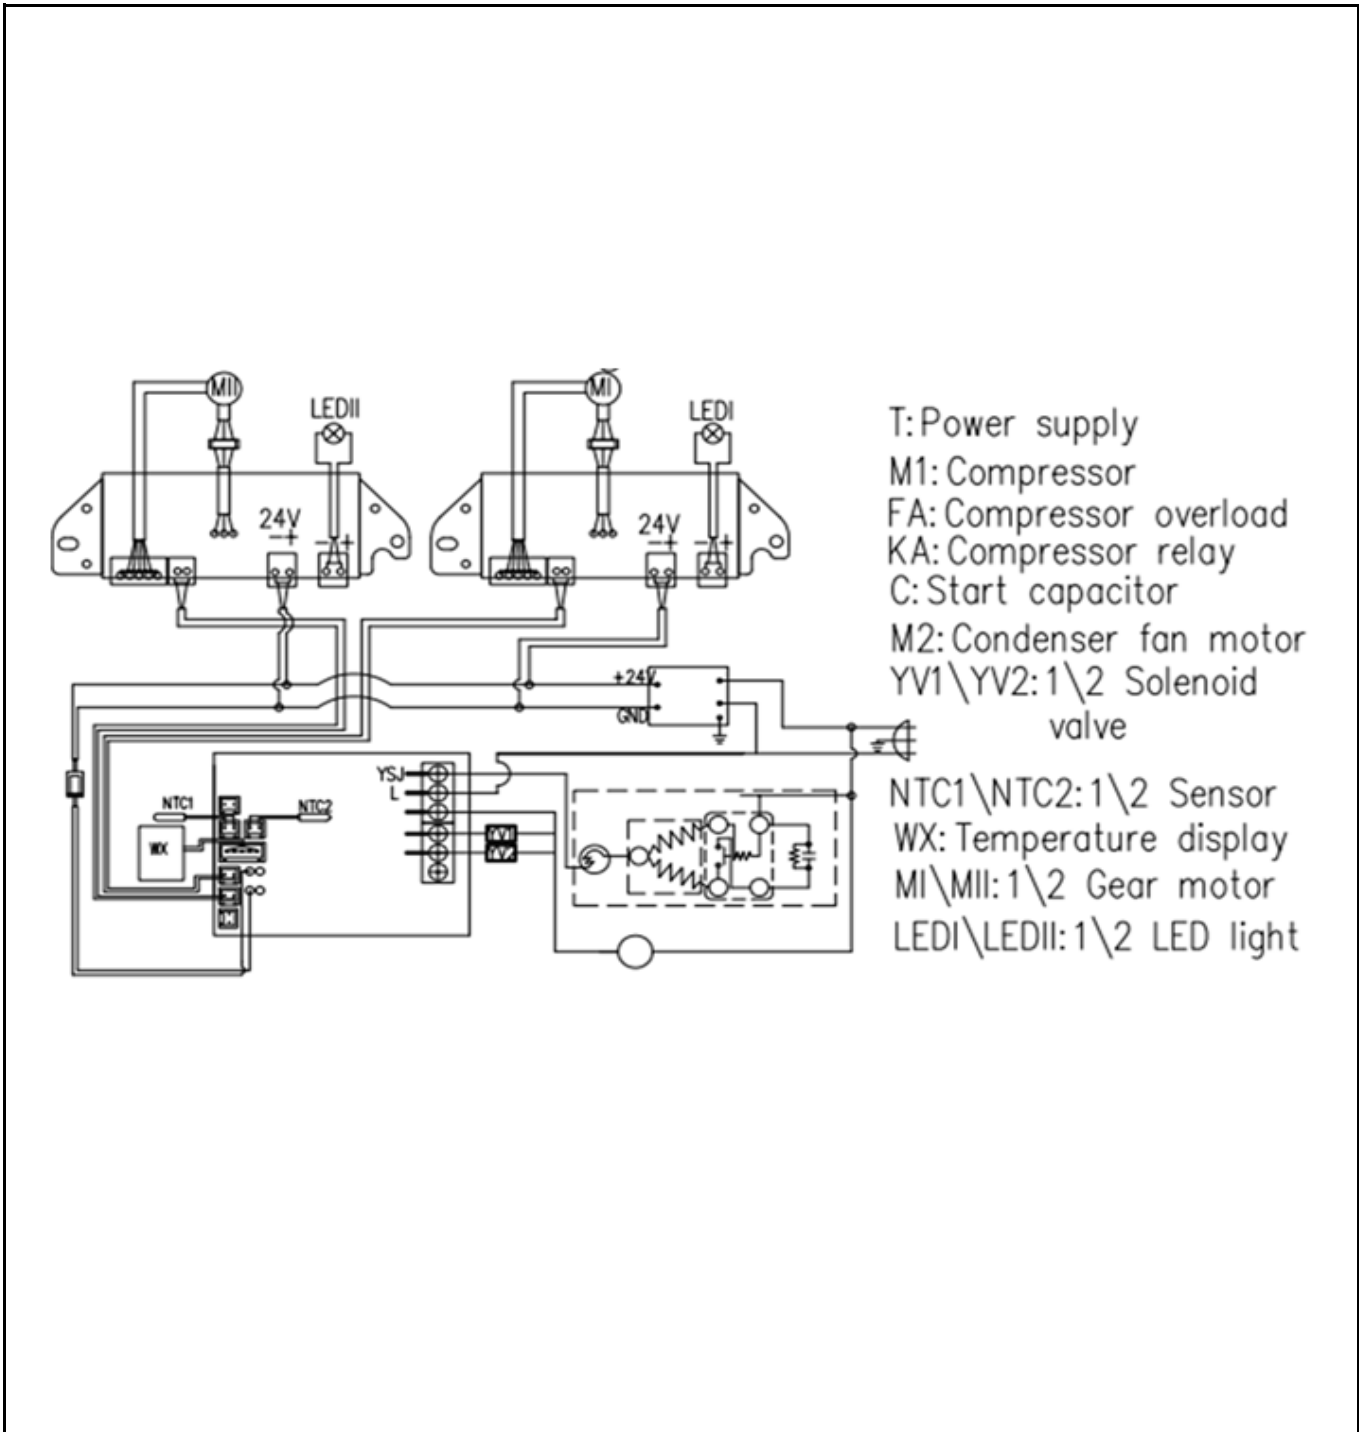 MII
LEDII
MI
LEDI
24V
- +
- +
24V
- +
- +
+24V
GND
YSJ
L
NTC1
NTC2
WX
T:Power supply
M1:Compressor
FA:Compressor overload
KA:Compressor relay
C:Start capacitor
M2:Condenser fan motor
YV1\YV2:1\2 Solenoid
valve
NTC1\NTC2:1\2 Sensor
WX:Temperature display
MI\MII:1\2 Gear motor
LEDI\LEDII:1\2 LED light